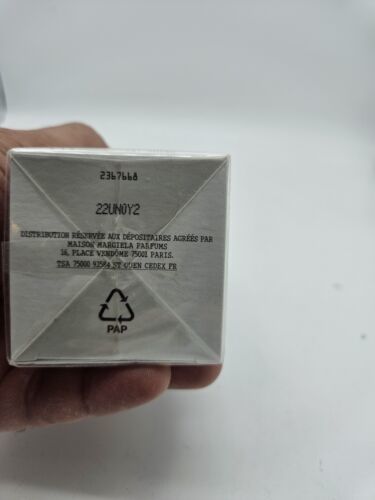 2367668
22UN0Y2
DISTRIBUTION RÉSERVÉE AUX DÉPOSITAIRES AGRÉÉS PAR
MAISON MARGIELA PARFUMS
16, PLACE VENDÔME 75001 PARIS.
TSA 75000 93584 ST OUEN CEDEX FR
PAP